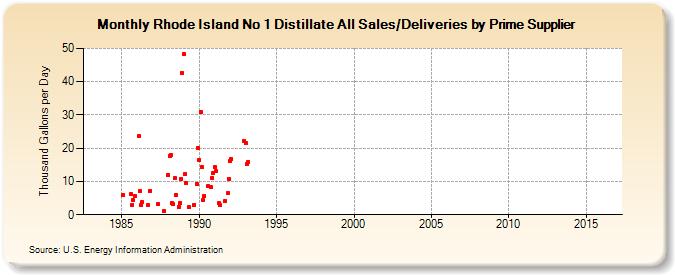 Monthly Rhode Island No 1 Distillate All Sales/Deliveries by Prime Supplier
Thousand Gallons per Day
50
40
30
20
10
0
1985 1990 1995 2000 2005 2010 2015
Source: U.S. Energy Information Administration